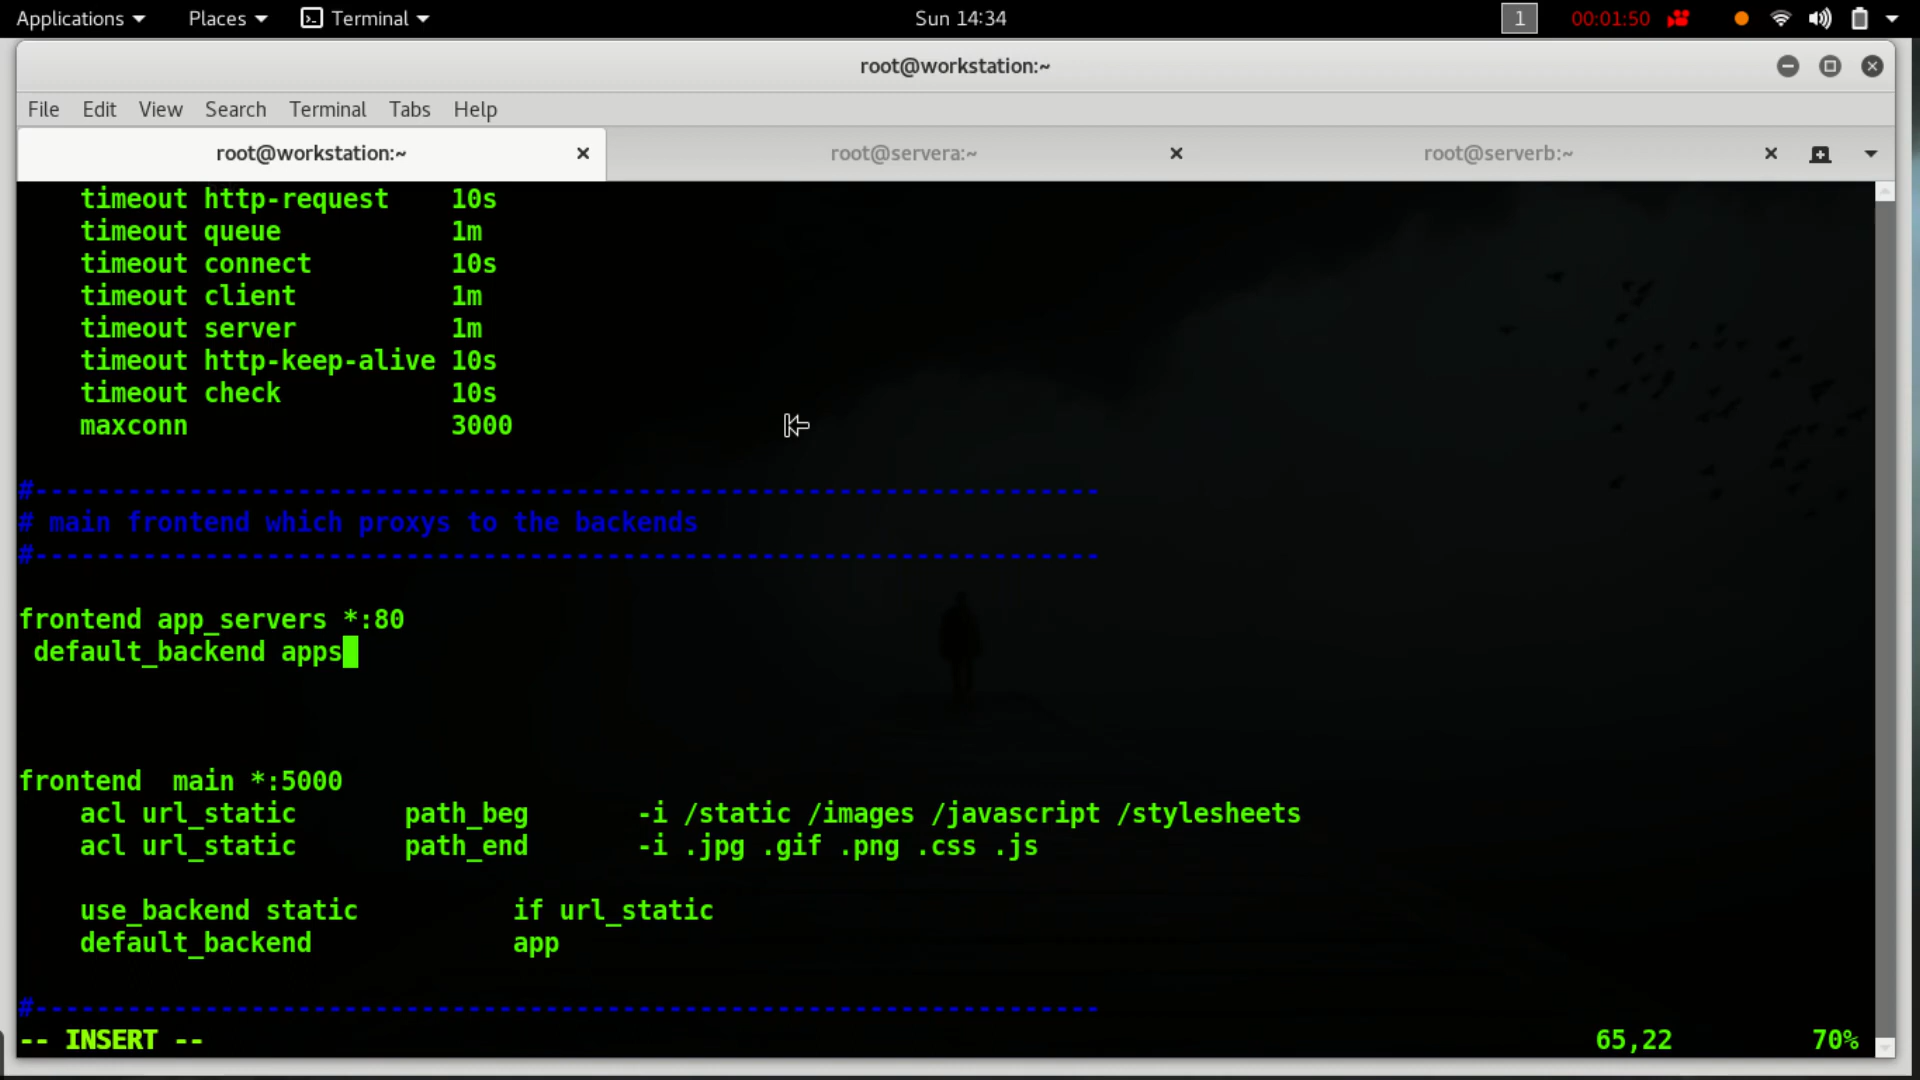 Applications Places Terminal Sun 14:34 1 00:01:50
root@workstation:~
File Edit View Search Terminal Tabs Help
root@workstation:~ root@servera:~ root@serverb:~
    timeout http-request    10s
    timeout queue           1m
    timeout connect         10s
    timeout client          1m
    timeout server          1m
    timeout http-keep-alive 10s
    timeout check           10s
    maxconn                 3000
#---------------------------------------------------------------------
# main frontend which proxys to the backends
#---------------------------------------------------------------------
frontend app_servers *:80
 default_backend apps
frontend  main *:5000
    acl url_static       path_beg       -i /static /images /javascript /stylesheets
    acl url_static       path_end       -i .jpg .gif .png .css .js
    use_backend static          if url_static
    default_backend             app
#---------------------------------------------------------------------
-- INSERT -- 65,22 70%